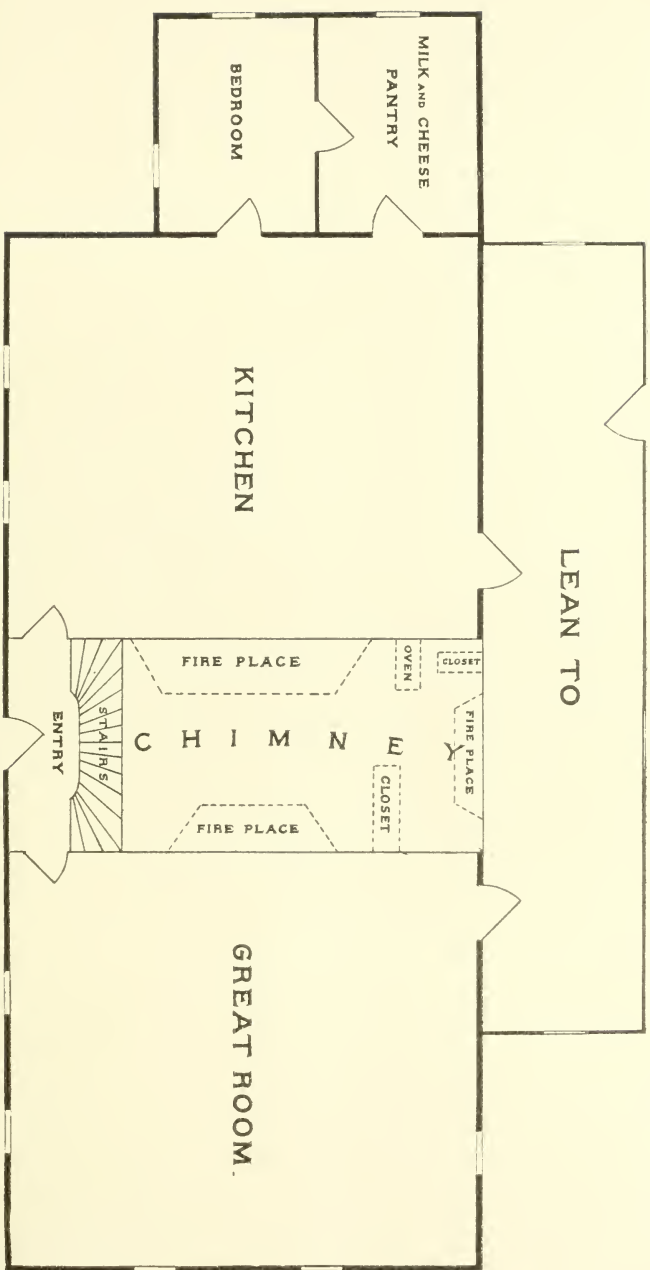 MILK AND CHEESE
PANTRY
BEDROOM
KITCHEN
LEAN TO
FIRE PLACE
OVEN
CLOSET
FIRE PLACE
CHIMNEY
STAIRS
ENTRY
CLOSET
FIRE PLACE
GREAT ROOM.